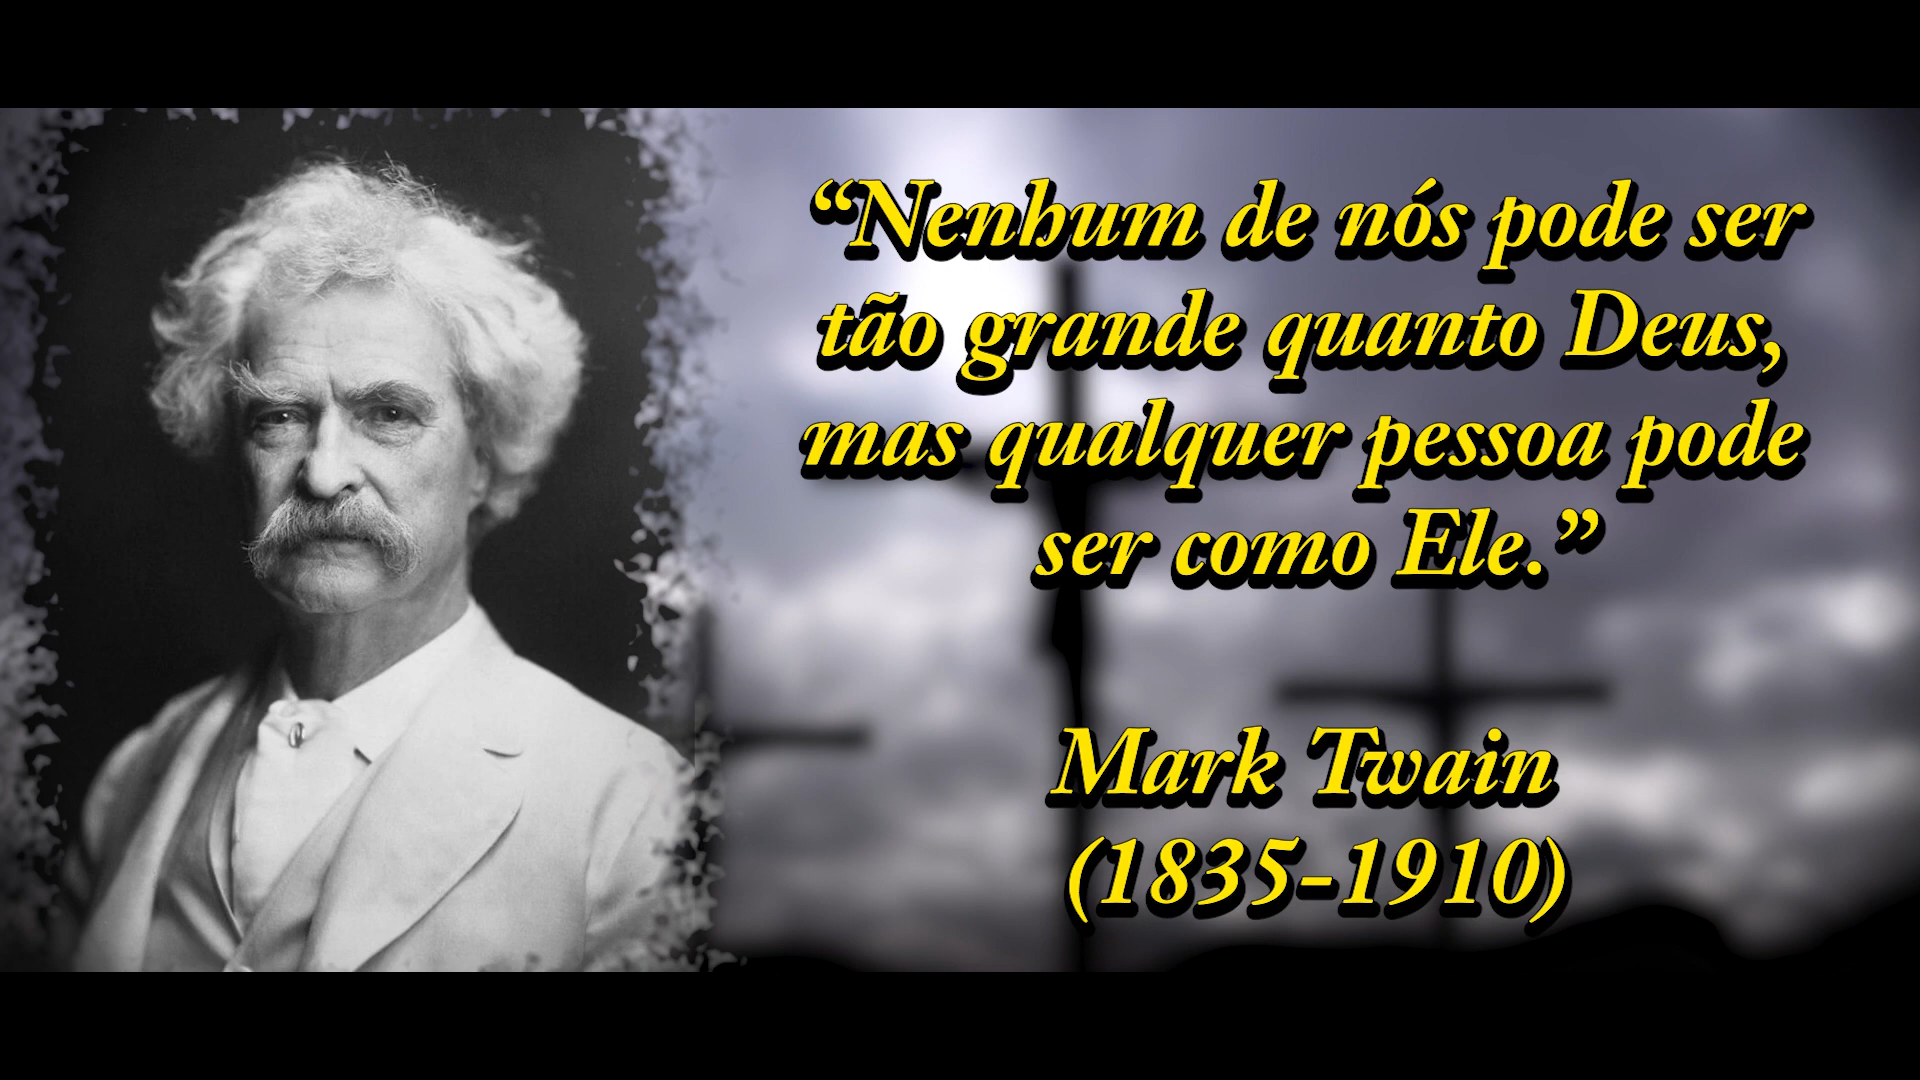 “Nenhum de nós pode ser
tão grande quanto Deus,
mas qualquer pessoa pode
ser como Ele.”
Mark Twain
(1835-1910)